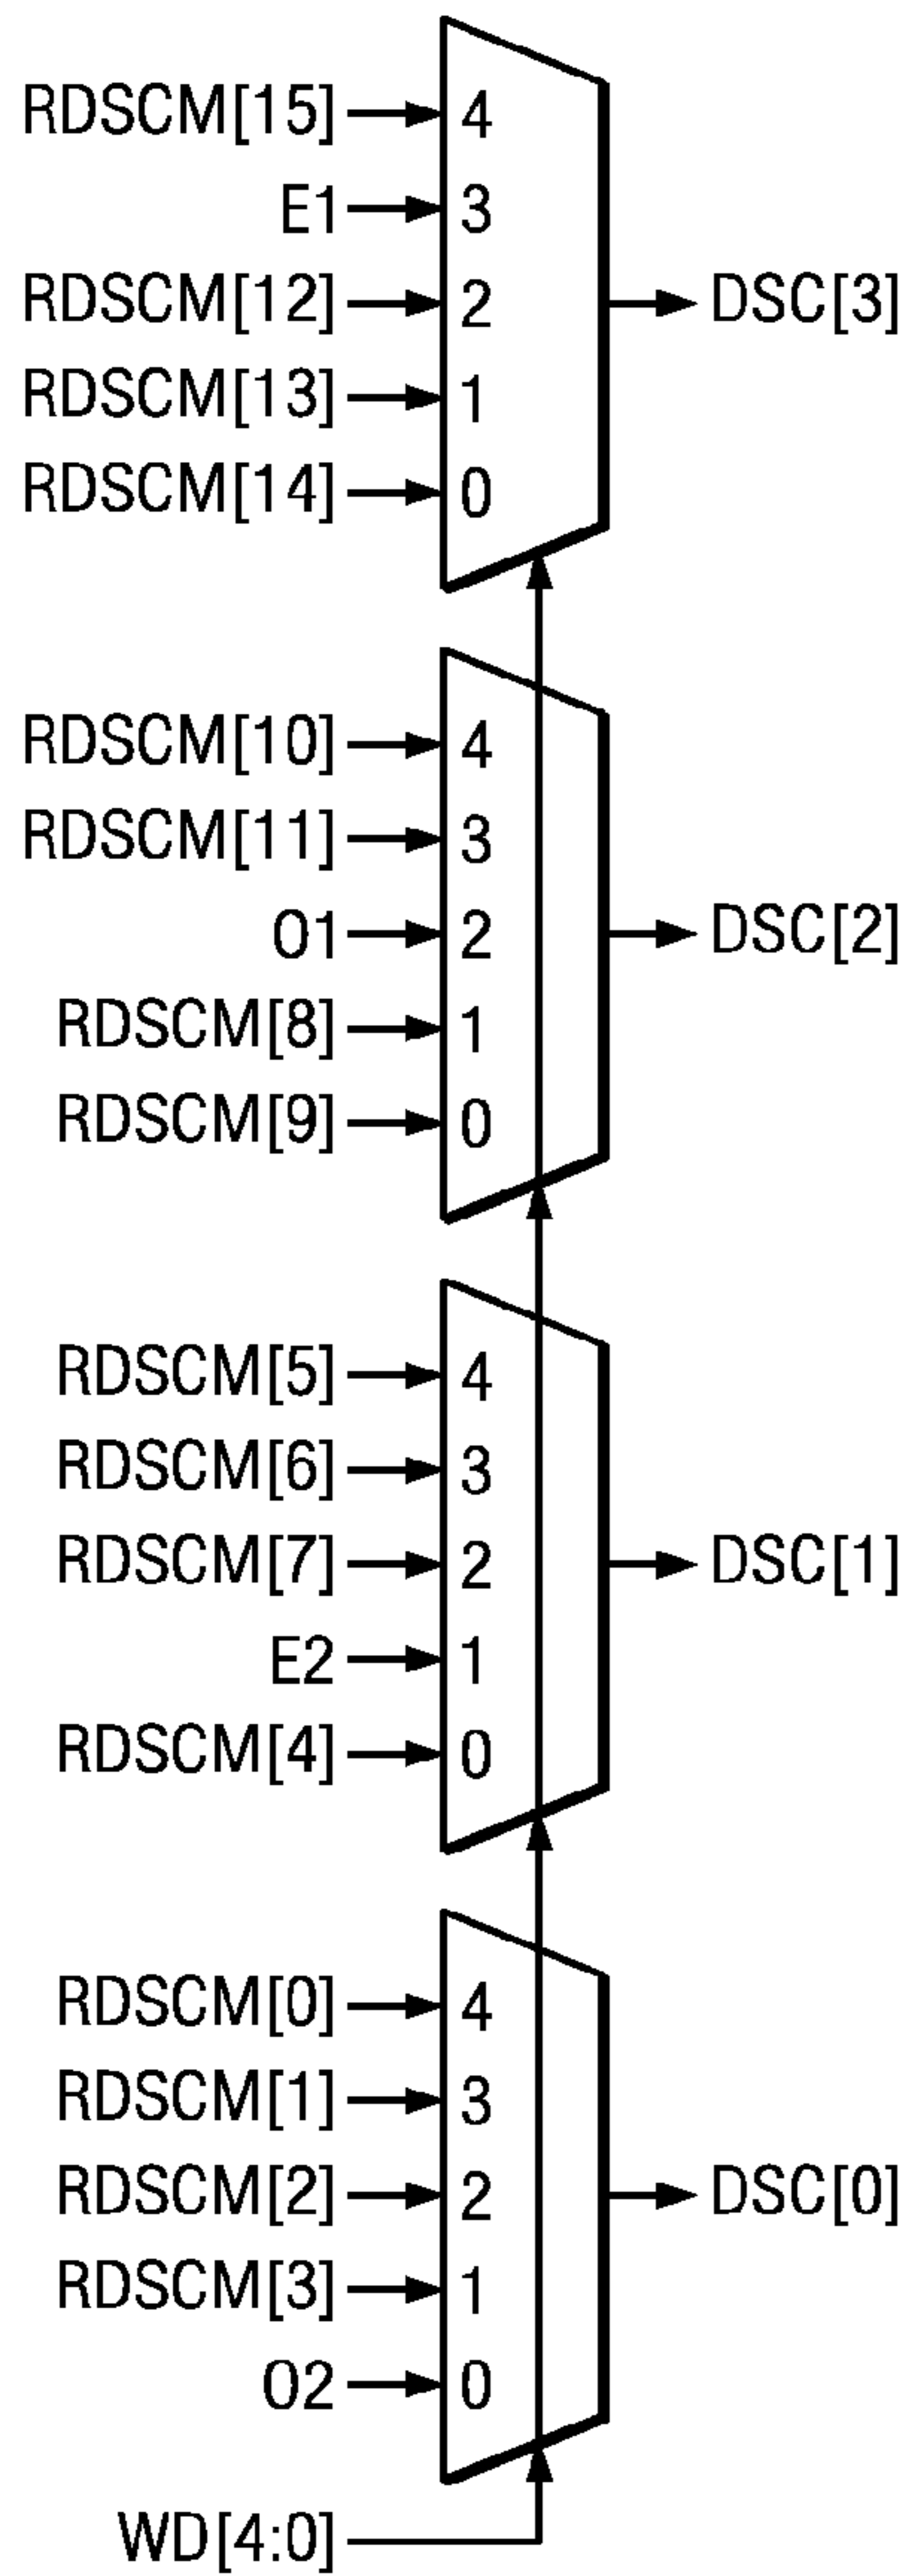 RDSCM[15] 4
E1 3
RDSCM[12] 2 DSC[3]
RDSCM[13] 1
RDSCM[14] 0
RDSCM[10] 4
RDSCM[11] 3
O1 2 DSC[2]
RDSCM[8] 1
RDSCM[9] 0
RDSCM[5] 4
RDSCM[6] 3
RDSCM[7] 2 DSC[1]
E2 1
RDSCM[4] 0
RDSCM[0] 4
RDSCM[1] 3
RDSCM[2] 2 DSC[0]
RDSCM[3] 1
O2 0
WD[4:0]